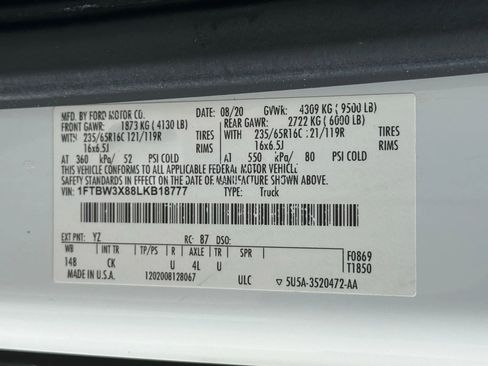 MFD. BY FORD MOTOR CO.
08/20 GVWR: 4309 KG (9500 LB)
FRONT GAWR: 1873 KG (4130 LB) REAR GAWR: 2722 KG (6000 LB)
WITH 235/65R16C 121/119R TIRES WITH 235/65R16C :21/119R TIRES
16x6.5J RIMS 16x6.5J RIMS
AT 360 kPa/ 52 PSI COLD AT 550 kPa/ 80 PSI COLD
THIS VEHICLE CONFORMS TO ALL APPLICABLE FEDERAL MOTOR VEHICLE
SAFETY STANDARDS IN EFFECT ON THE DATE OF MANUFACTURE SHOWN ABOVE.
VIN: 1FTBW3X88LKB18777 TYPE: Truck
EXT PNT: YZ RC: 87 DSO:
WB INT TR TP/PS R AXLE TR SPR
148 CK U 4L U
F0869
T1850
1202008128067 ULC 5U5A-3520472-AA